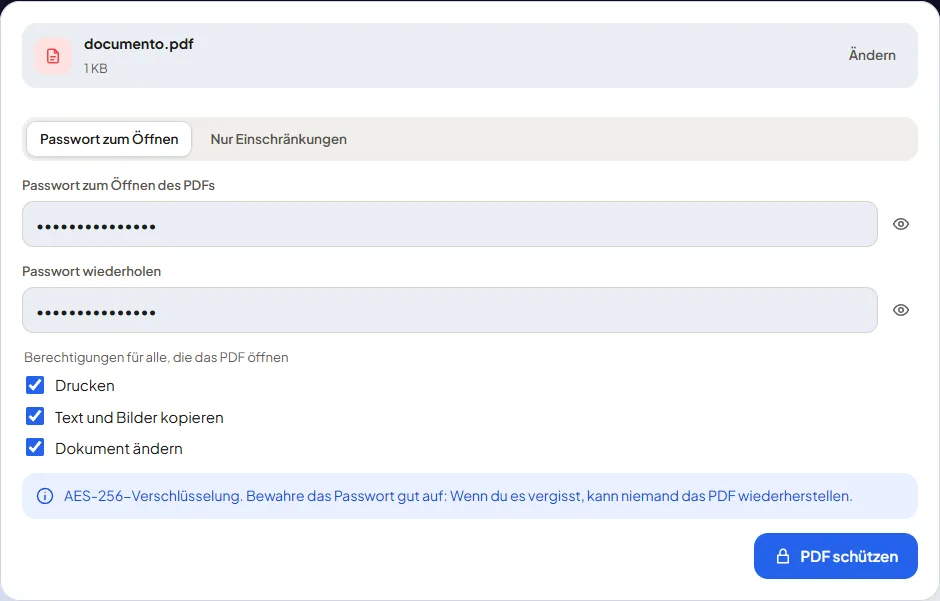 documento.pdf
1 KB
Ändern
Passwort zum Öffnen
Nur Einschränkungen
Passwort zum Öffnen des PDFs
•••••••••••••••
Passwort wiederholen
•••••••••••••••
Berechtigungen für alle, die das PDF öffnen
Drucken
Text und Bilder kopieren
Dokument ändern
AES-256-Verschlüsselung. Bewahre das Passwort gut auf: Wenn du es vergisst, kann niemand das PDF wiederherstellen.
PDF schützen